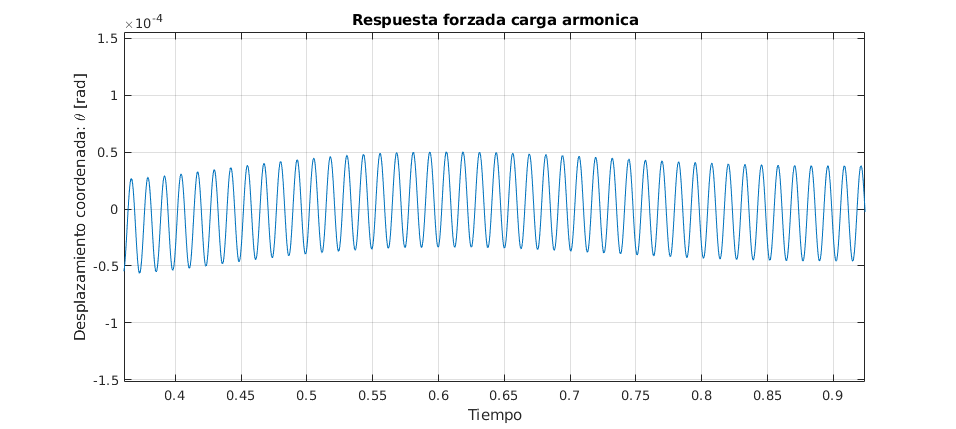 Respuesta forzada carga armonica
×10⁻⁴
1.5
1
0.5
0
-0.5
-1
-1.5
Desplazamiento coordenada: θ [rad]
0.4 0.45 0.5 0.55 0.6 0.65 0.7 0.75 0.8 0.85 0.9
Tiempo